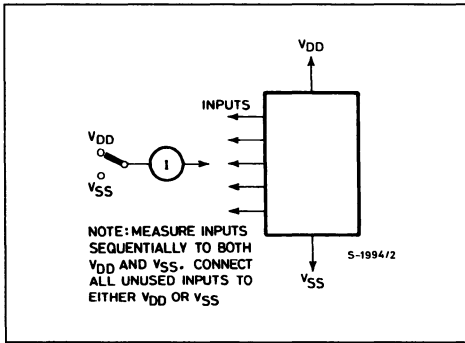 VDD
INPUTS
VDD
I
VSS
NOTE: MEASURE INPUTS
SEQUENTIALLY TO BOTH
VDD AND VSS. CONNECT
ALL UNUSED INPUTS TO
EITHER VDD OR VSS
S-1994/2
VSS